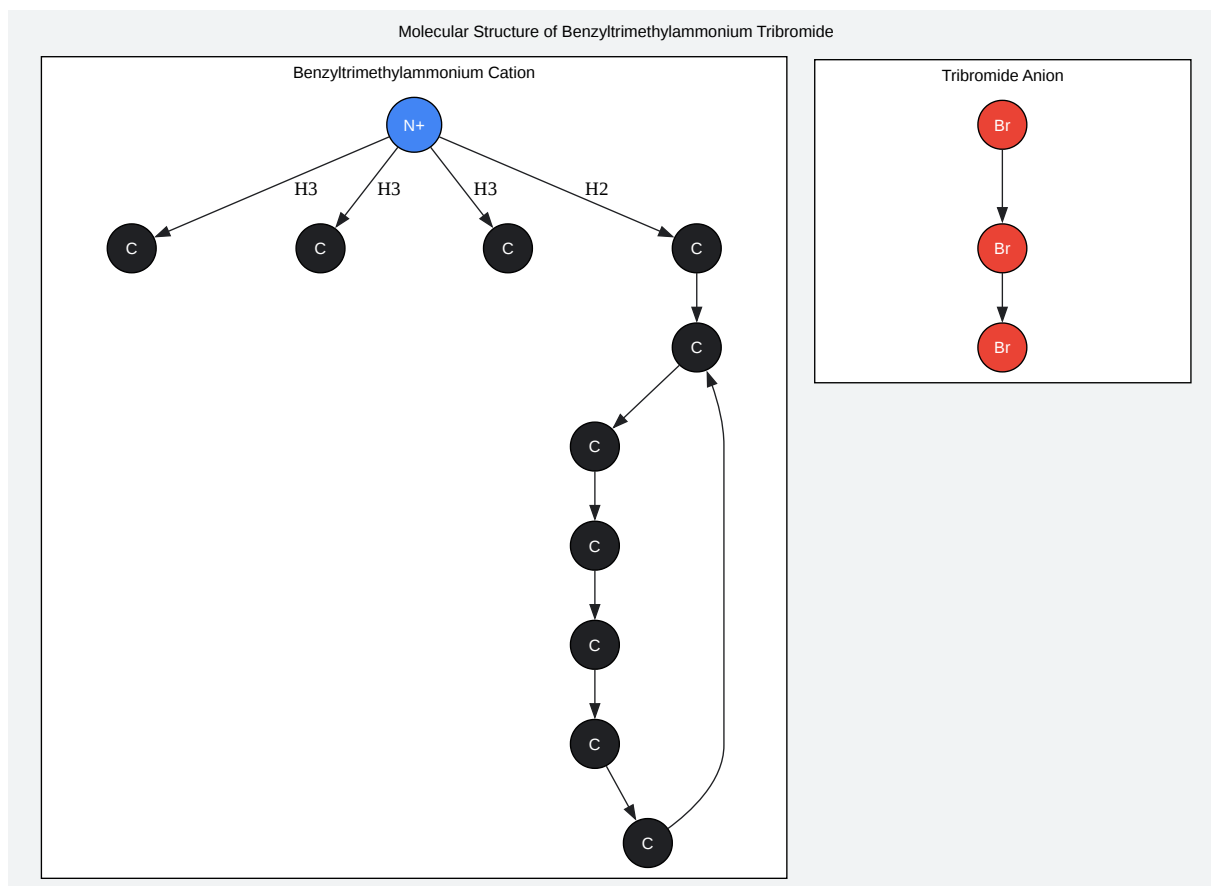 Molecular Structure of Benzyltrimethylammonium Tribromide
Benzyltrimethylammonium Cation
N+
H3 H3 H3 H2
C C C C
C
C
C
C
C
C
Tribromide Anion
Br
Br
Br